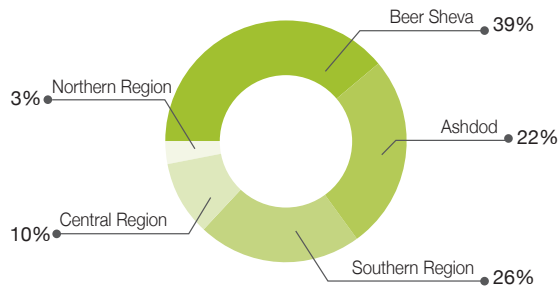 Beer Sheva 39%
Northern Region
3%
Ashdod
22%
Central Region
10%
Southern Region
26%